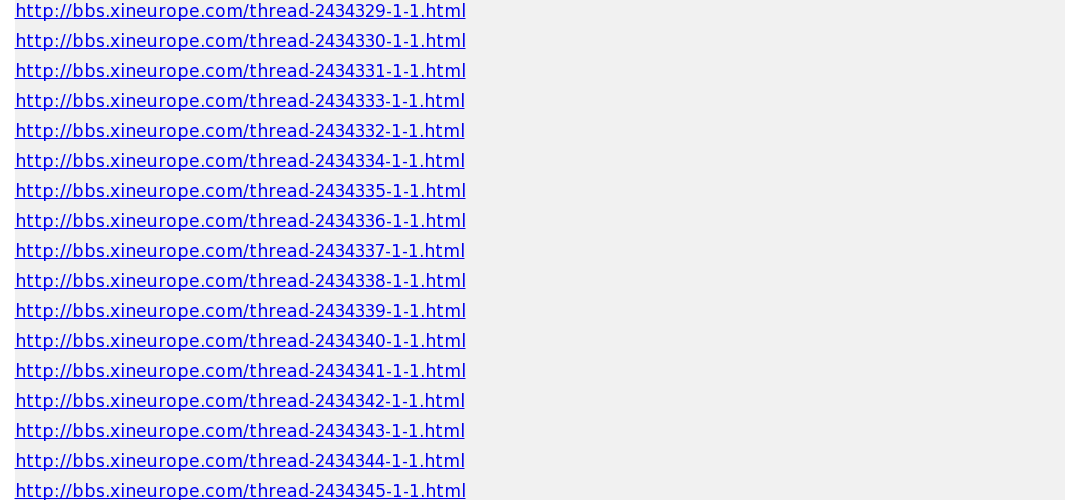 http://bbs.xineurope.com/thread-2434329-1-1.html
http://bbs.xineurope.com/thread-2434330-1-1.html
http://bbs.xineurope.com/thread-2434331-1-1.html
http://bbs.xineurope.com/thread-2434333-1-1.html
http://bbs.xineurope.com/thread-2434332-1-1.html
http://bbs.xineurope.com/thread-2434334-1-1.html
http://bbs.xineurope.com/thread-2434335-1-1.html
http://bbs.xineurope.com/thread-2434336-1-1.html
http://bbs.xineurope.com/thread-2434337-1-1.html
http://bbs.xineurope.com/thread-2434338-1-1.html
http://bbs.xineurope.com/thread-2434339-1-1.html
http://bbs.xineurope.com/thread-2434340-1-1.html
http://bbs.xineurope.com/thread-2434341-1-1.html
http://bbs.xineurope.com/thread-2434342-1-1.html
http://bbs.xineurope.com/thread-2434343-1-1.html
http://bbs.xineurope.com/thread-2434344-1-1.html
http://bbs.xineurope.com/thread-2434345-1-1.html